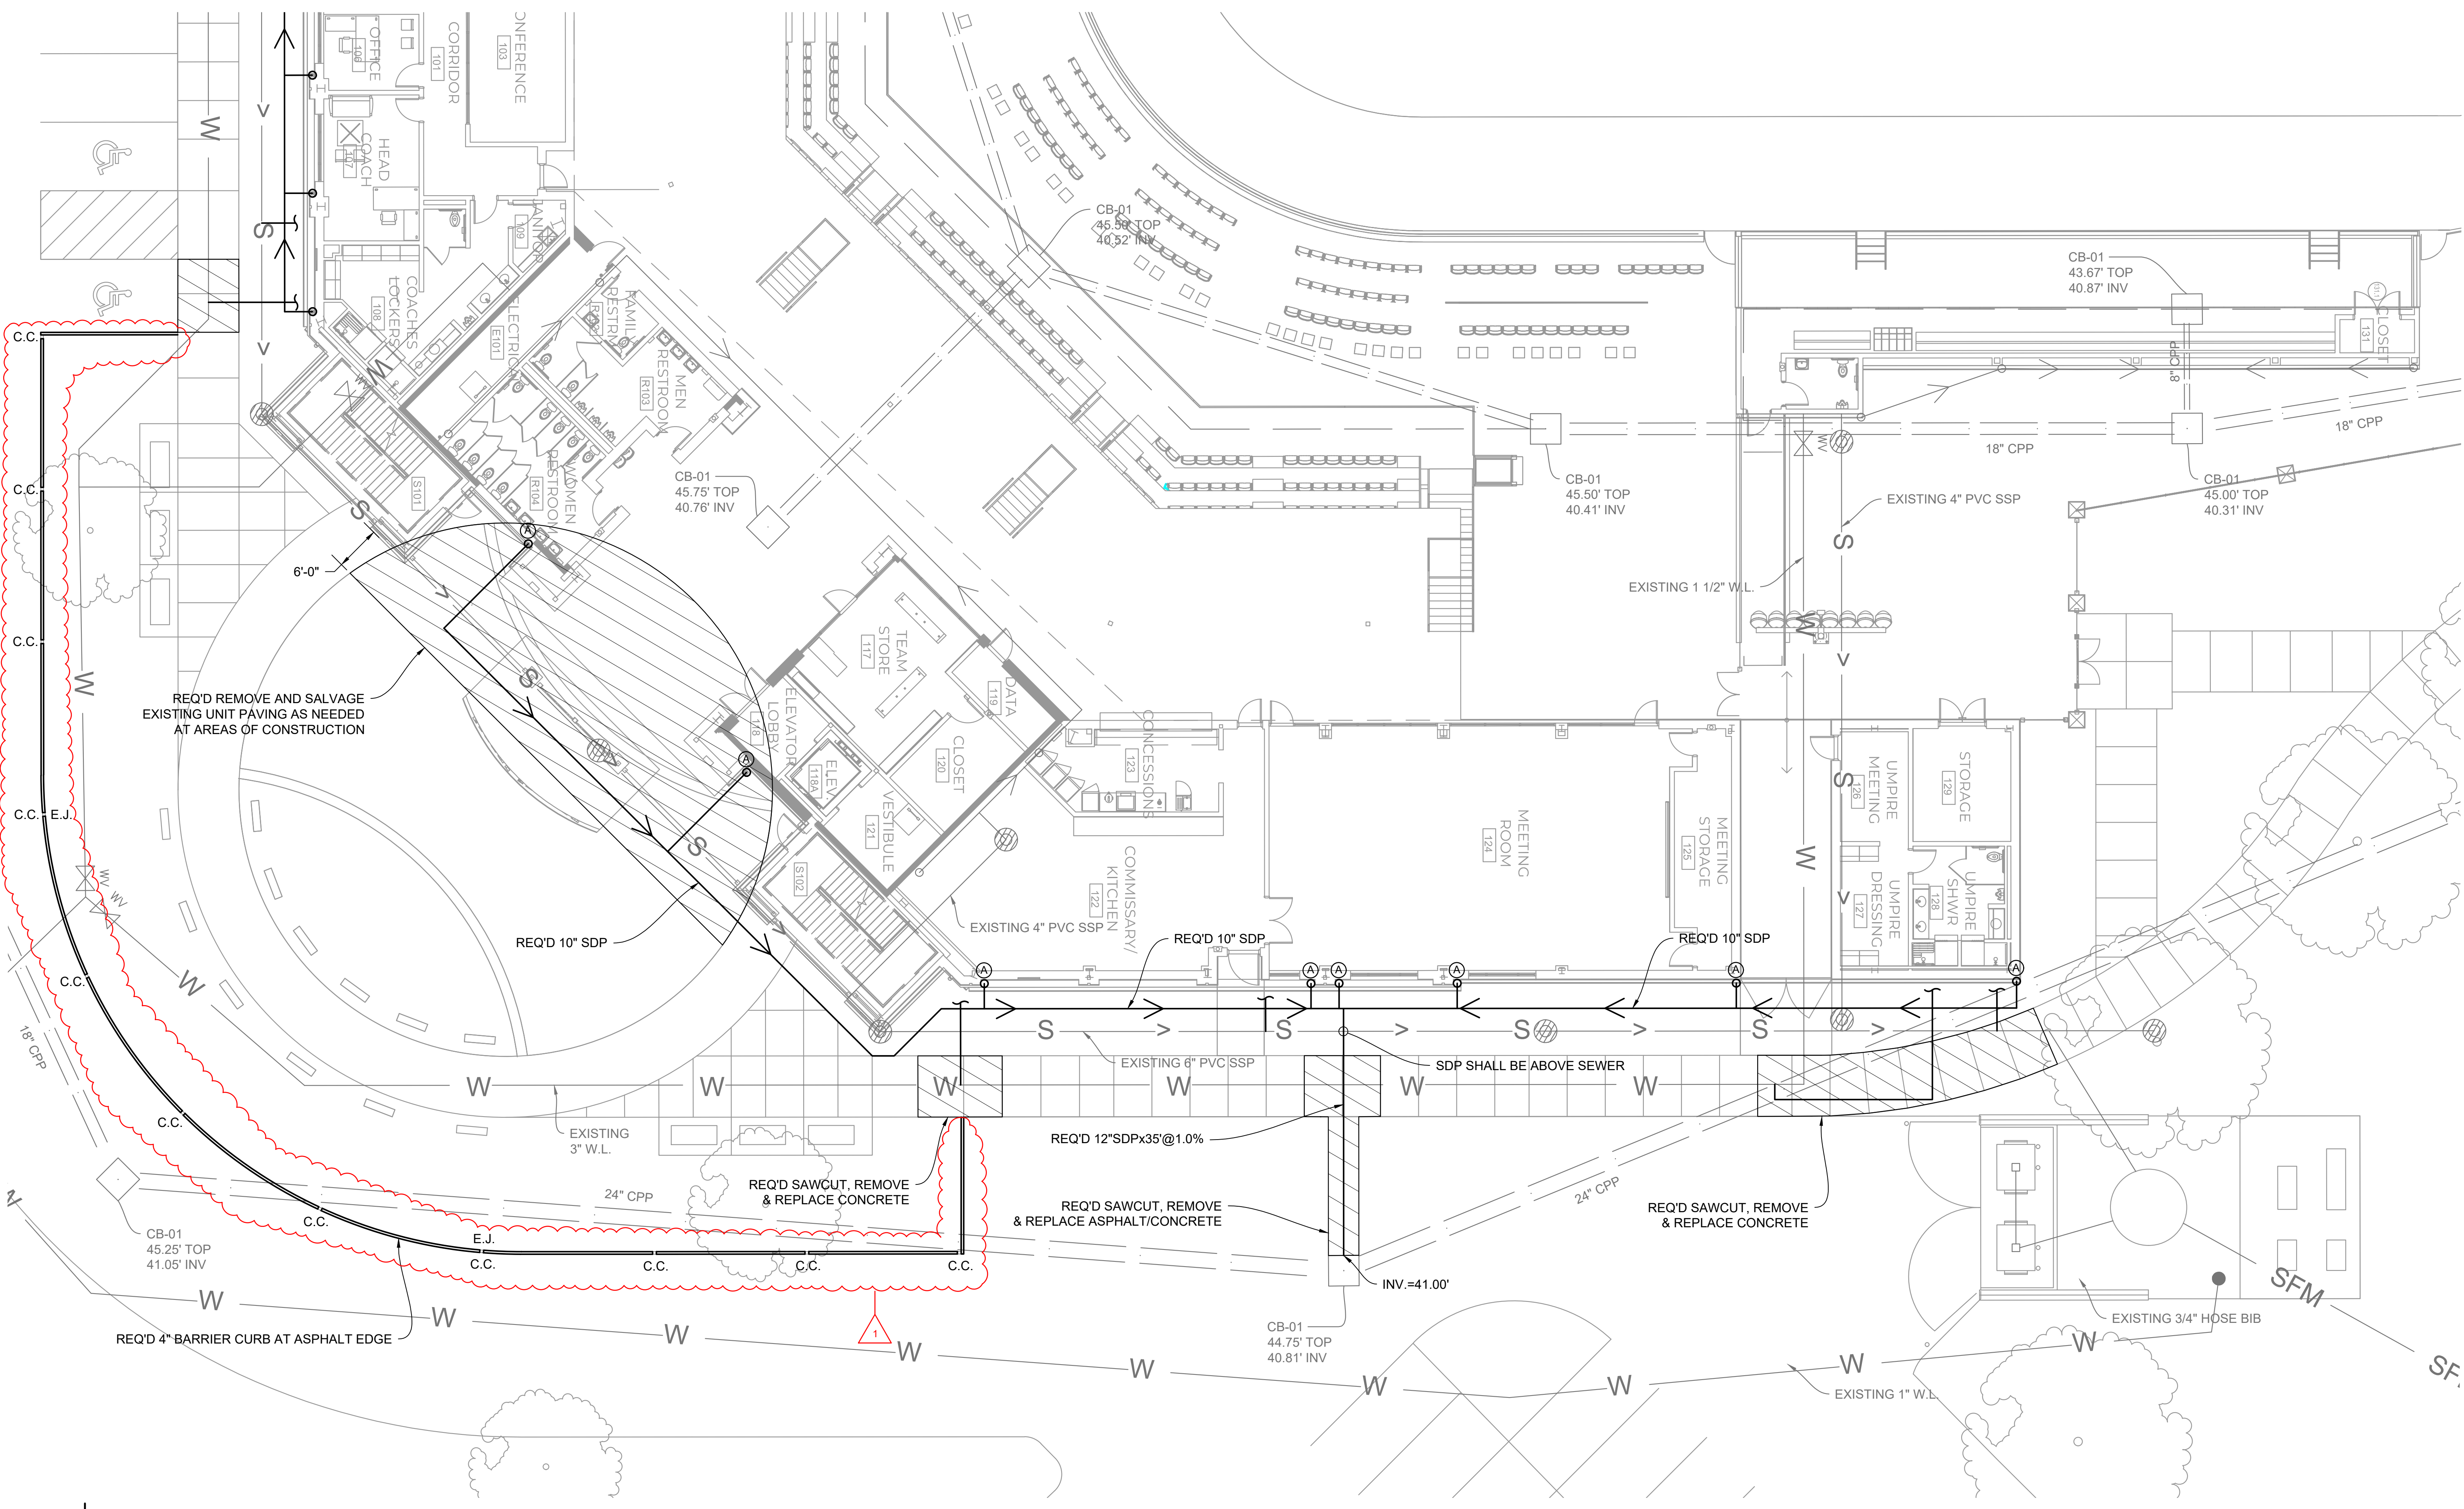 OFFICE
106
CORRIDOR
101
ONFERENCE
103
HEAD
COACH
107
COACHES
LOCKERS
108
JANITOR
109
ELECTRICAL
E101
FAMILY
RESTRM
MEN
RESTROOM
R103
WOMEN
RESTROOM
R104
S101
W
W
W
W
S
S
S
S
CB-01
45.50' TOP
40.52' INV
CB-01
43.67' TOP
40.87' INV
CLOSET
131
8" CPP
18" CPP
18" CPP
CB-01
45.75' TOP
40.76' INV
CB-01
45.50' TOP
40.41' INV
CB-01
45.00' TOP
40.31' INV
WV
WV
EXISTING 4" PVC SSP
EXISTING 1 1/2" W.L.
S
S
W
W
C.C.
C.C.
C.C.
C.C.
E.J.
C.C.
C.C.
C.C.
E.J.
C.C.
C.C.
C.C.
C.C.
6'-0"
A
A
REQ'D REMOVE AND SALVAGE
EXISTING UNIT PAVING AS NEEDED
AT AREAS OF CONSTRUCTION
TEAM
STORE
117
ELEVATOR
LOBBY
118
ELEV.
118A
DATA
119
CLOSET
120
VESTIBULE
121
S102
CONCESSIONS
123
COMMISSARY/
KITCHEN
122
MEETING
ROOM
124
MEETING
STORAGE
125
UMPIRE
MEETING
126
STORAGE
129
UMPIRE
DRESSING
127
UMPIRE
SHWR
128
WV
WV
REQ'D 10" SDP
EXISTING 4" PVC SSP
REQ'D 10" SDP
REQ'D 10" SDP
A
A
A
A
A
A
S
S
S
S
EXISTING 6" PVC SSP
SDP SHALL BE ABOVE SEWER
W
W
W
W
W
W
18" CPP
EXISTING
3" W.L.
REQ'D 12"SDPx35'@1.0%
24" CPP
24" CPP
REQ'D SAWCUT, REMOVE
& REPLACE CONCRETE
REQ'D SAWCUT, REMOVE
& REPLACE ASPHALT/CONCRETE
REQ'D SAWCUT, REMOVE
& REPLACE CONCRETE
CB-01
45.25' TOP
41.05' INV
INV.=41.00'
SFM
EXISTING 3/4" HOSE BIB
REQ'D 4" BARRIER CURB AT ASPHALT EDGE
1
CB-01
44.75' TOP
40.81' INV
W
W
W
W
W
W
W
W
W
EXISTING 1" W.L.